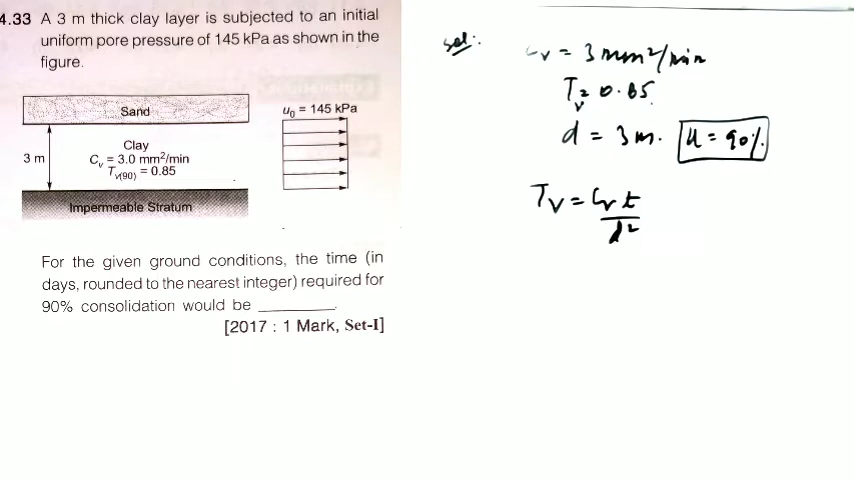 4.33 A 3 m thick clay layer is subjected to an initial
uniform pore pressure of 145 kPa as shown in the
figure.
Sand
u₀ = 145 kPa
3 m
Clay
Cᵥ = 3.0 mm²/min
Tᵥ₍₉₀₎ = 0.85
Impermeable Stratum
For the given ground conditions, the time (in
days, rounded to the nearest integer) required for
90% consolidation would be ________.
[2017 : 1 Mark, Set-I]
Sol:
Cv = 3 mm²/min
Tv = 0.85
d = 3 m. U = 90%.
Tv = Cv t / d²